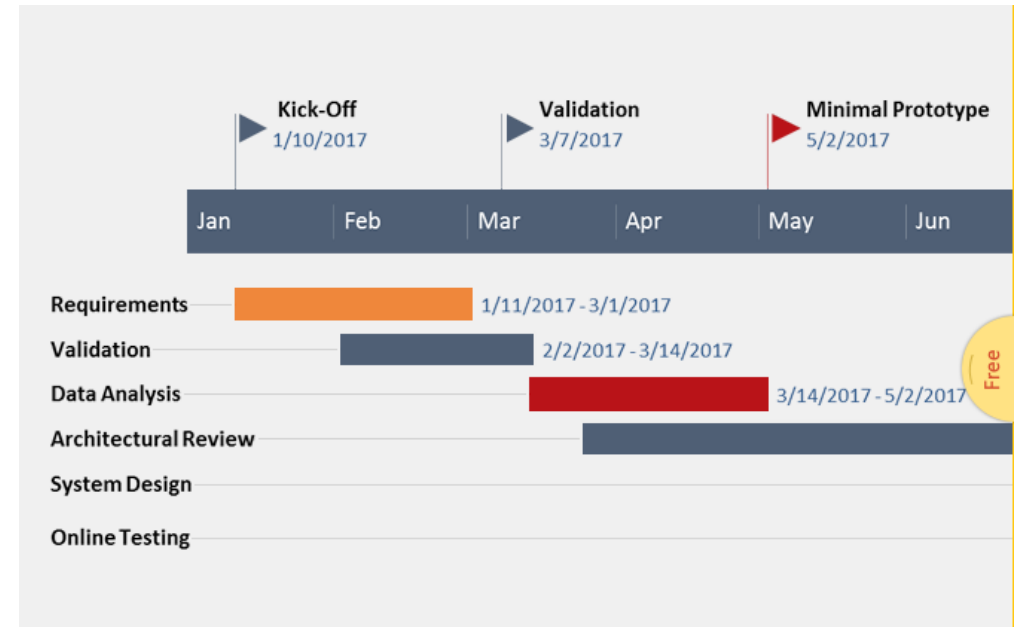 Kick-Off
1/10/2017
Validation
3/7/2017
Minimal Prototype
5/2/2017
Jan Feb Mar Apr May Jun
Requirements 1/11/2017 - 3/1/2017
Validation 2/2/2017 - 3/14/2017
Data Analysis 3/14/2017 - 5/2/2017
Free
Architectural Review
System Design
Online Testing